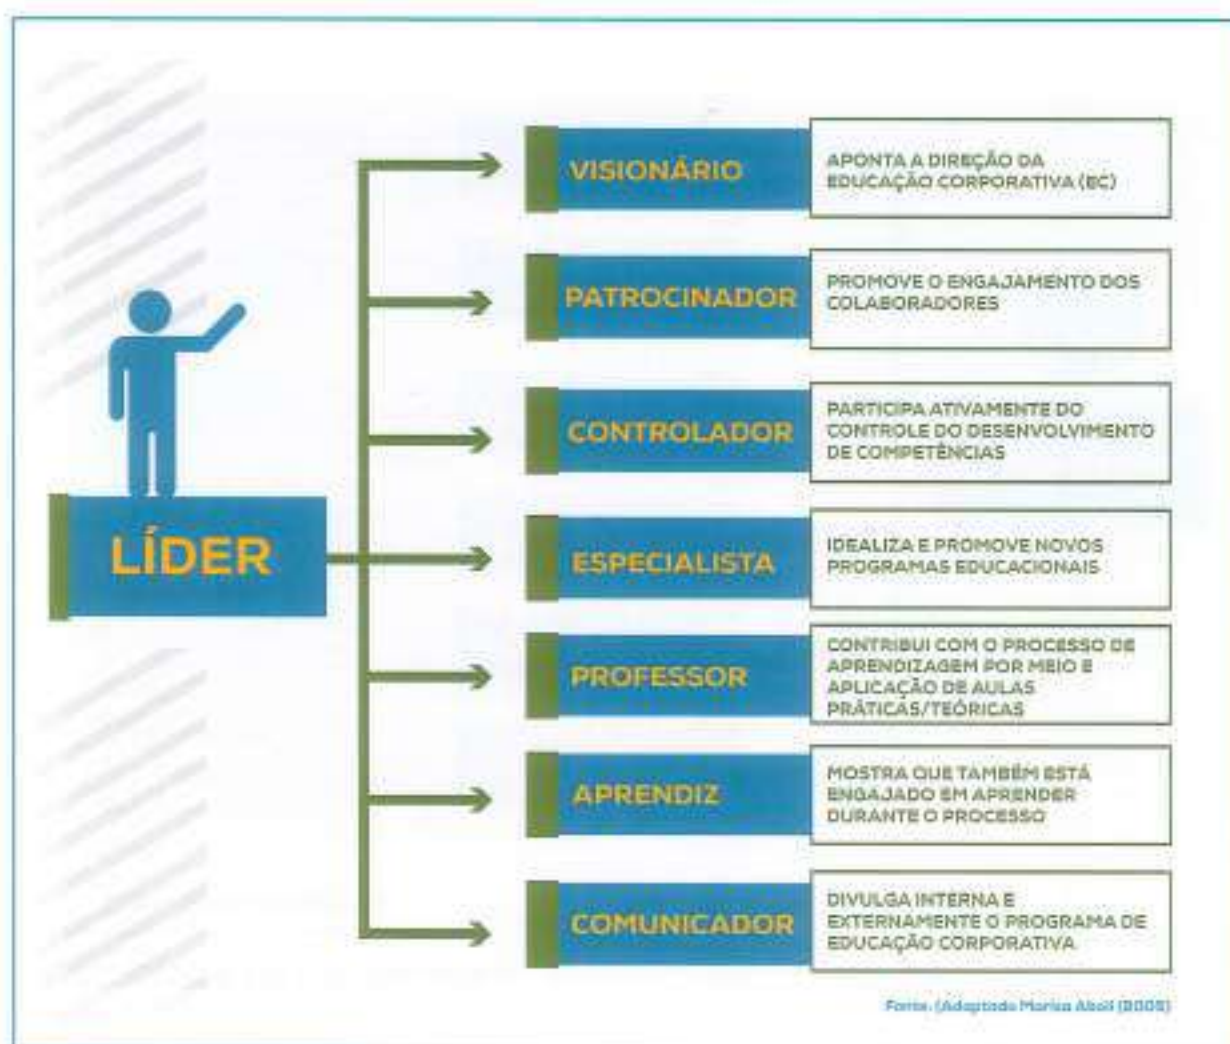 LÍDER
VISIONÁRIO
APONTA A DIREÇÃO DA
EDUCAÇÃO CORPORATIVA (EC)
PATROCINADOR
PROMOVE O ENGAJAMENTO DOS
COLABORADORES
CONTROLADOR
PARTICIPA ATIVAMENTE DO
CONTROLE DO DESENVOLVIMENTO
DE COMPETÊNCIAS
ESPECIALISTA
IDEALIZA E PROMOVE NOVOS
PROGRAMAS EDUCACIONAIS
PROFESSOR
CONTRIBUI COM O PROCESSO DE
APRENDIZAGEM POR MEIO E
APLICAÇÃO DE AULAS
PRÁTICAS/TEÓRICAS
APRENDIZ
MOSTRA QUE TAMBÉM ESTÁ
ENGAJADO EM APRENDER
DURANTE O PROCESSO
COMUNICADOR
DIVULGA INTERNA E
EXTERNAMENTE O PROGRAMA DE
EDUCAÇÃO CORPORATIVA
Fonte: (Adaptado Marisa